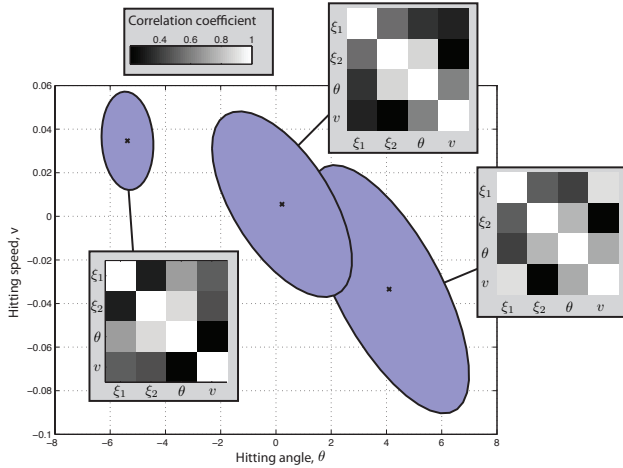 Correlation coefficient
0.4 0.6 0.8 1
ξ1
ξ2
θ
v
ξ1 ξ2 θ v
0.06
0.04
0.02
0
−0.02
−0.04
−0.06
−0.08
−0.1
Hitting speed, v
ξ1
ξ2
θ
v
ξ1 ξ2 θ v
ξ1
ξ2
θ
v
ξ1 ξ2 θ v
−8 −6 −4 −2 0 2 4 6 8
Hitting angle, θ